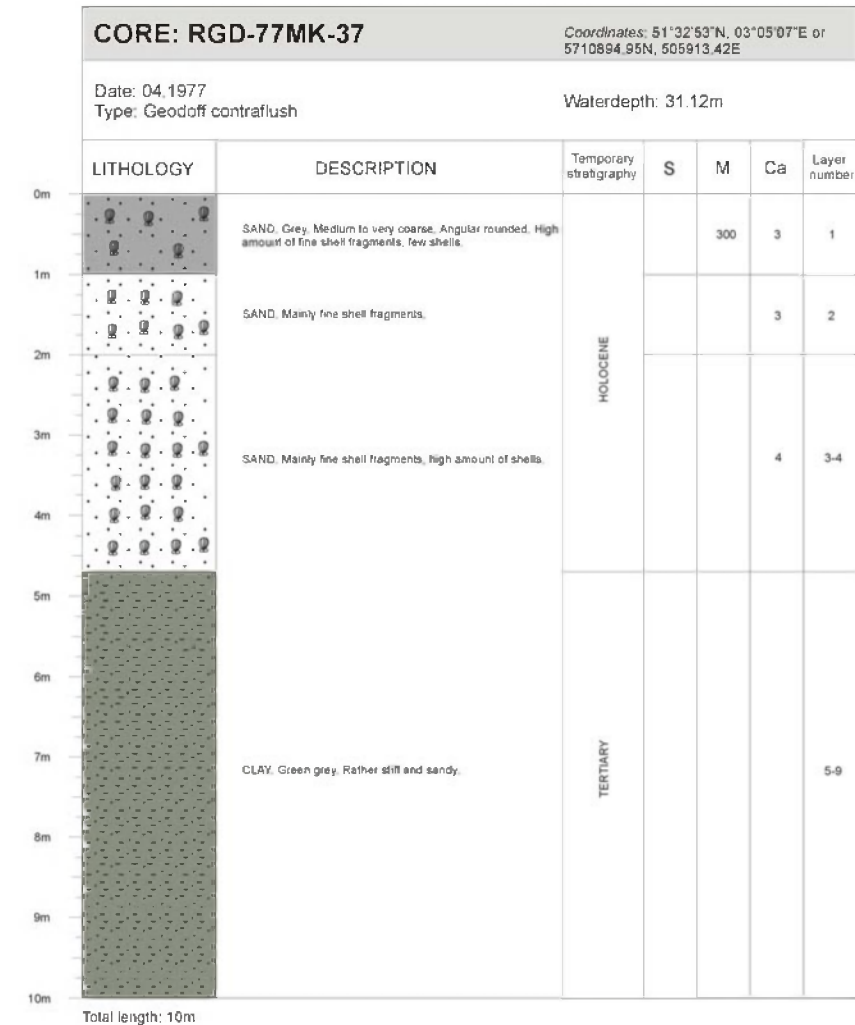 CORE: RGD-77MK-37
Coordinates: 51°32'53"N, 03°05'07"E or
5710894,95N, 505913,42E
Date: 04.1977
Type: Geodoff contraflush
Waterdepth: 31.12m
LITHOLOGY
DESCRIPTION
Temporary
stratigraphy
S
M
Ca
Layer
number
0m
SAND, Grey, Medium to very coarse, Angular rounded, High
amount of fine shell fragments, few shells.
300
3
1
1m
SAND, Mainly fine shell fragments,
3
2
2m
HOLOCENE
3m
SAND, Mainly fine shell fragments, high amount of shells.
4
3-4
4m
5m
6m
7m
CLAY, Green grey, Rather stiff and sandy.
TERTIARY
5-9
8m
9m
10m
Total length: 10m